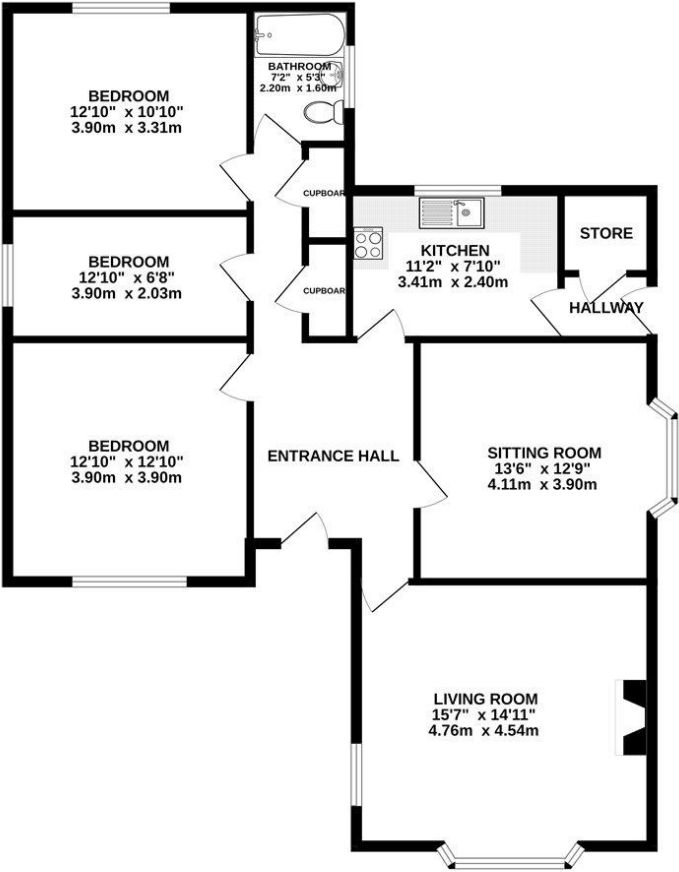 BATHROOM
7'2" x 5'3"
2.20m x 1.60m
BEDROOM
12'10" x 10'10"
3.90m x 3.31m
CUPBOARD
STORE
KITCHEN
11'2" x 7'10"
3.41m x 2.40m
BEDROOM
12'10" x 6'8"
3.90m x 2.03m
CUPBOARD
HALLWAY
BEDROOM
12'10" x 12'10"
3.90m x 3.90m
ENTRANCE HALL
SITTING ROOM
13'6" x 12'9"
4.11m x 3.90m
LIVING ROOM
15'7" x 14'11"
4.76m x 4.54m